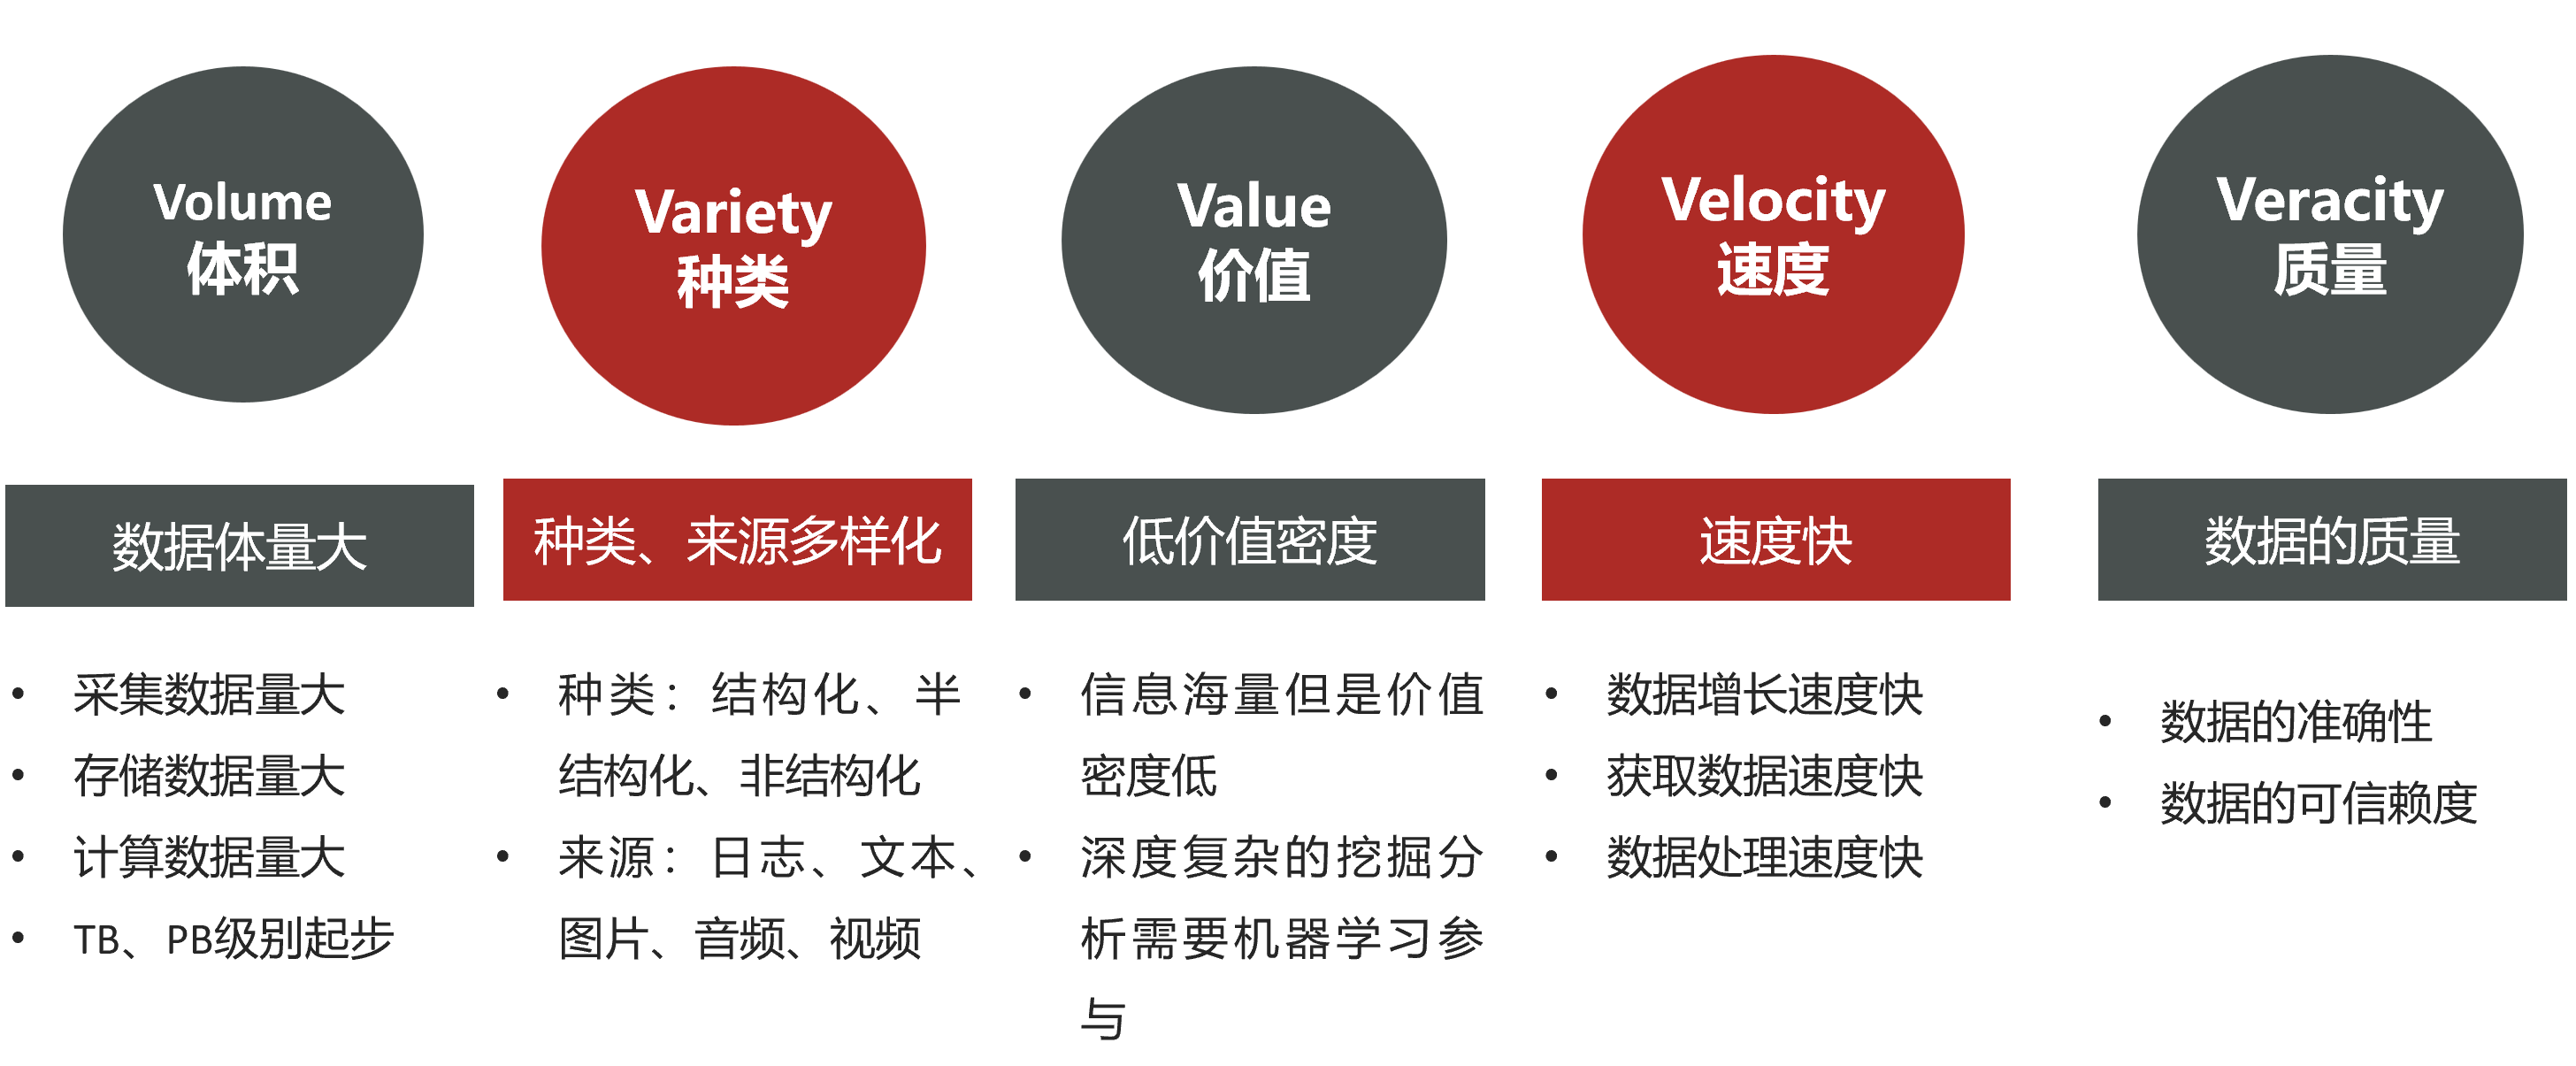 Volume
体积
Variety
种类
Value
价值
Velocity
速度
Veracity
质量
数据体量大
种类、来源多样化
低价值密度
速度快
数据的质量
• 采集数据量大
• 存储数据量大
• 计算数据量大
• TB、PB级别起步
• 种类：结构化、半
结构化、非结构化
• 来源：日志、文本、
图片、音频、视频
• 信息海量但是价值
密度低
• 深度复杂的挖掘分
析需要机器学习参
与
• 数据增长速度快
• 获取数据速度快
• 数据处理速度快
• 数据的准确性
• 数据的可信赖度